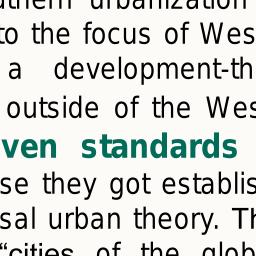 urbanization
to the focus of Wes
a development-th
outside of the Wes
ven standards
se they got establis
sal urban theory. Th
“cities of the glob